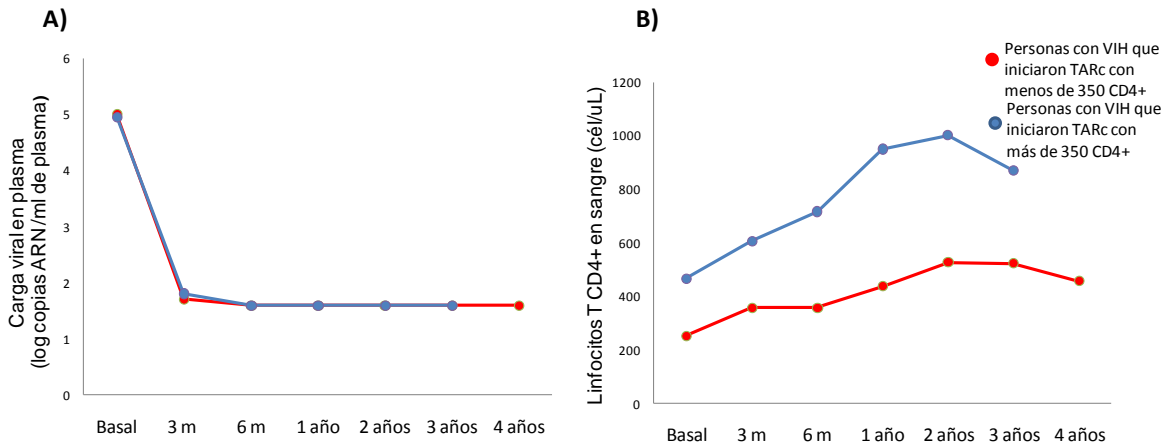 A)
Carga viral en plasma
(log copias ARN/ml de plasma)
6
5
4
3
2
1
0
Basal 3 m 6 m 1 año 2 años 3 años 4 años
B)
Personas con VIH que
iniciaron TARc con
menos de 350 CD4+
Personas con VIH que
iniciaron TARc con
más de 350 CD4+
Linfocitos T CD4+ en sangre (cél/uL)
1200
1000
800
600
400
200
0
Basal 3 m 6 m 1 año 2 años 3 años 4 años